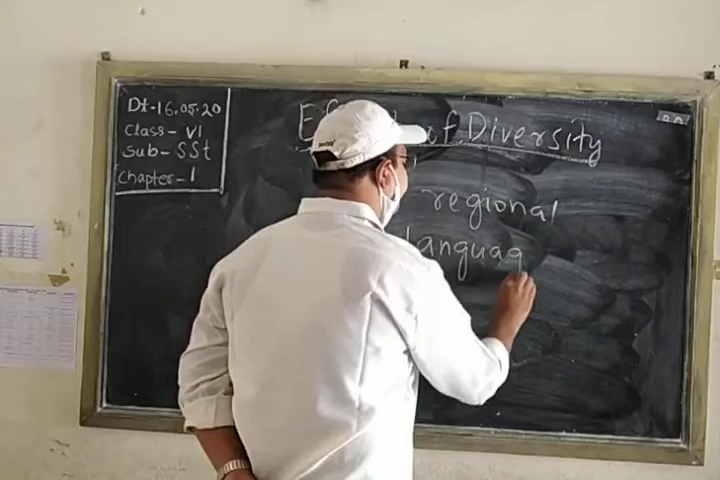 Dt-16.05.20
Class-VI
Sub-SSt
Chapter-1
of Diversity
regional
languag